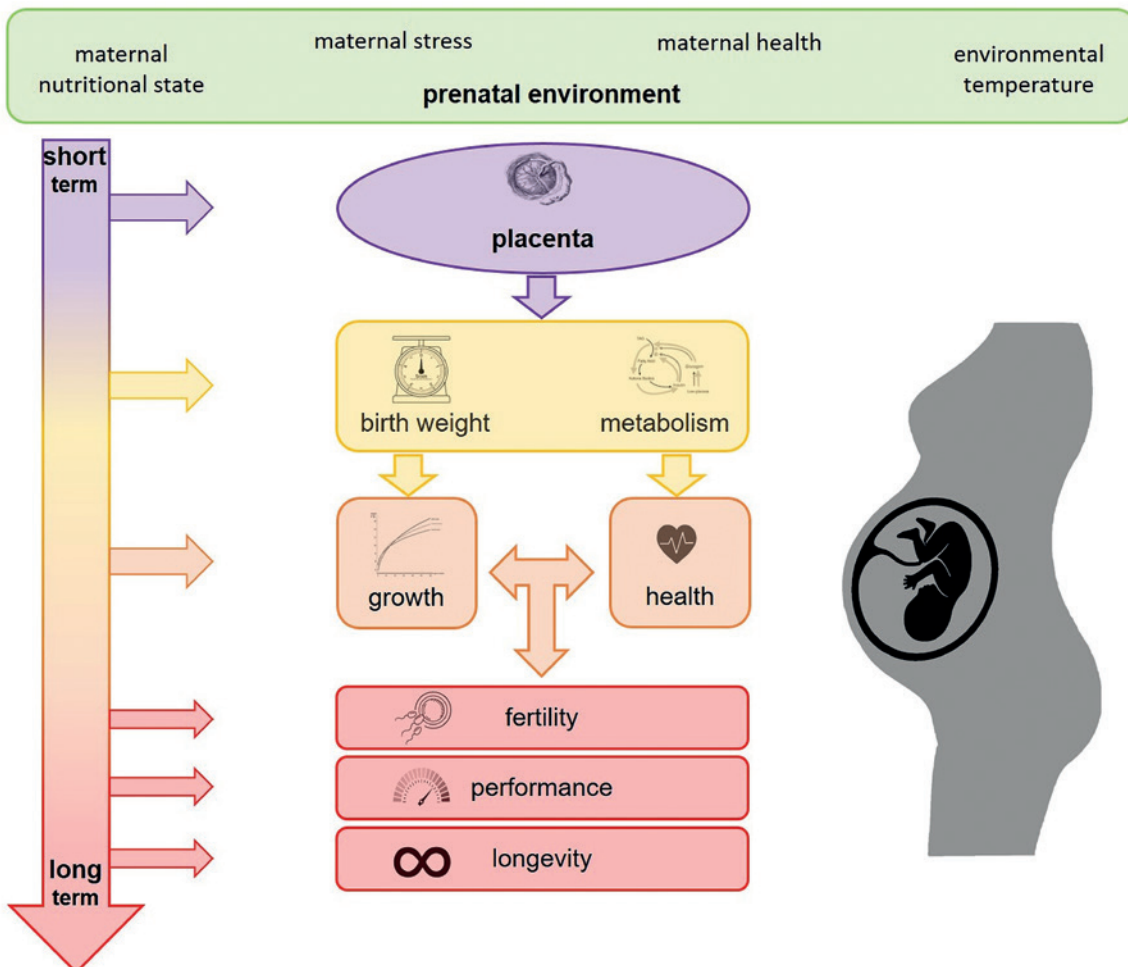 maternal stress
maternal health
maternal
nutritional state
environmental
temperature
prenatal environment
short
term
placenta
birth weight
metabolism
growth
health
fertility
performance
longevity
long
term